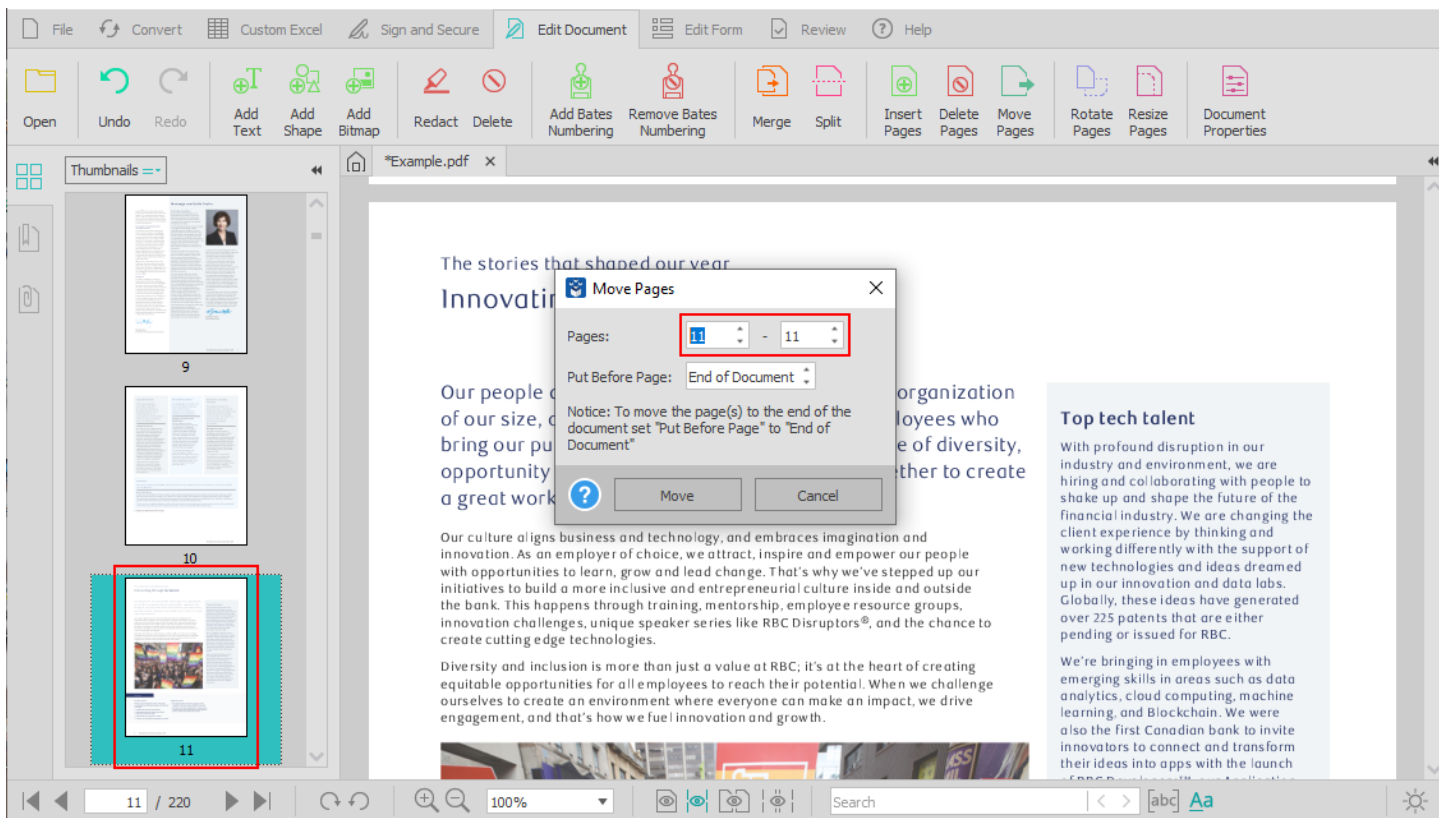 File Convert Custom Excel Sign and Secure Edit Document Edit Form Review Help
Open Undo Redo Add Text Add Shape Add Bitmap Redact Delete Add Bates Numbering Remove Bates Numbering Merge Split Insert Pages Delete Pages Move Pages Rotate Pages Resize Pages Document Properties
Thumbnails
*Example.pdf
9
10
11
The stories that shaped our year
Innovatin
Our people organization
of our size, loyees who
bring our pu e of diversity,
opportunity ther to create
a great work
Move Pages
Pages: 11 - 11
Put Before Page: End of Document
Notice: To move the page(s) to the end of the
document set "Put Before Page" to "End of
Document"
Move Cancel
Our culture aligns business and technology, and embraces imagination and
innovation. As an employer of choice, we attract, inspire and empower our people
with opportunities to learn, grow and lead change. That's why we've stepped up our
initiatives to build a more inclusive and entrepreneurial culture inside and outside
the bank. This happens through training, mentorship, employee resource groups,
innovation challenges, unique speaker series like RBC Disruptors®, and the chance to
create cutting edge technologies.
Diversity and inclusion is more than just a value at RBC; it's at the heart of creating
equitable opportunities for all employees to reach their potential. When we challenge
ourselves to create an environment where everyone can make an impact, we drive
engagement, and that's how we fuel innovation and growth.
Top tech talent
With profound disruption in our
industry and environment, we are
hiring and collaborating with people to
shake up and shape the future of the
financial industry. We are changing the
client experience by thinking and
working differently with the support of
new technologies and ideas dreamed
up in our innovation and data labs.
Globally, these ideas have generated
over 225 patents that are either
pending or issued for RBC.
We're bringing in employees with
emerging skills in areas such as data
analytics, cloud computing, machine
learning, and Blockchain. We were
also the first Canadian bank to invite
innovators to connect and transform
their ideas into apps with the launch
11 / 220 100% Search [abc] Aa